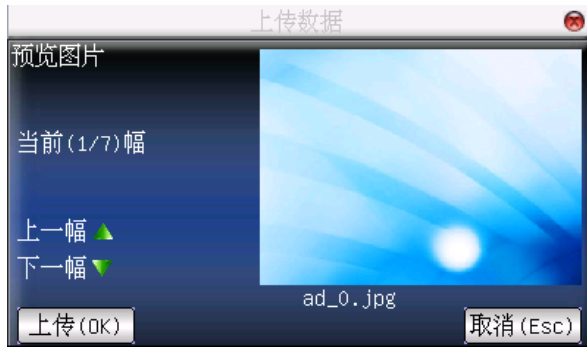 上传数据
预览图片
当前(1/7)幅
上一幅
下一幅
ad_0.jpg
上传(OK)
取消(Esc)